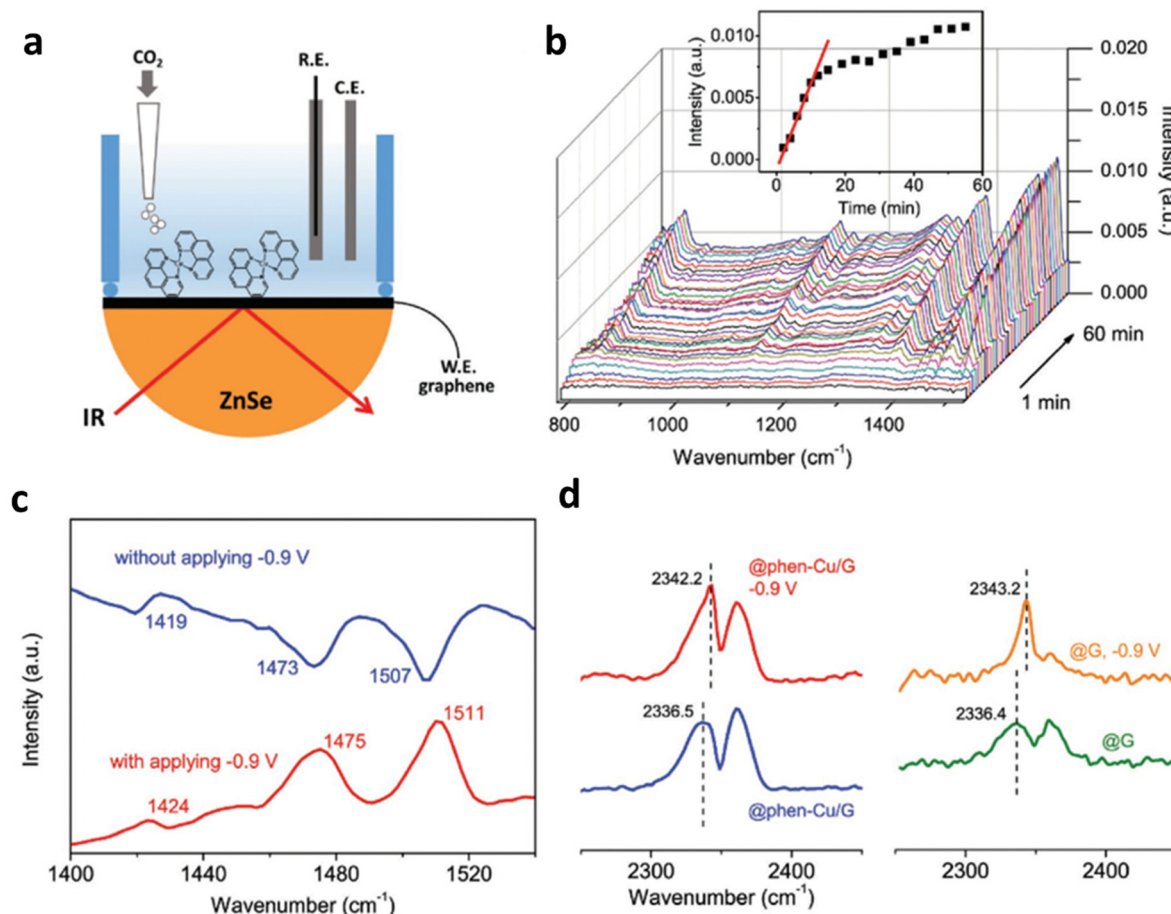 a
CO2
R.E.
C.E.
W.E.
graphene
ZnSe
IR
b
Intensity (a.u.)
0.010
0.005
0.000
0
20
40
60
Time (min)
0.020
0.015
0.010
0.005
0.000
Intensity (a.u.)
60 min
1 min
800
1000
1200
1400
Wavenumber (cm-1)
c
without applying -0.9 V
1419
1473
1507
1475
1511
with applying -0.9 V
1424
Intensity (a.u.)
1400
1440
1480
1520
Wavenumber (cm-1)
d
2342.2
@phen-Cu/G
-0.9 V
2336.5
@phen-Cu/G
2300
2400
Wavenumber (cm-1)
2343.2
@G, -0.9 V
2336.4
@G
2300
2400
Wavenumber (cm-1)